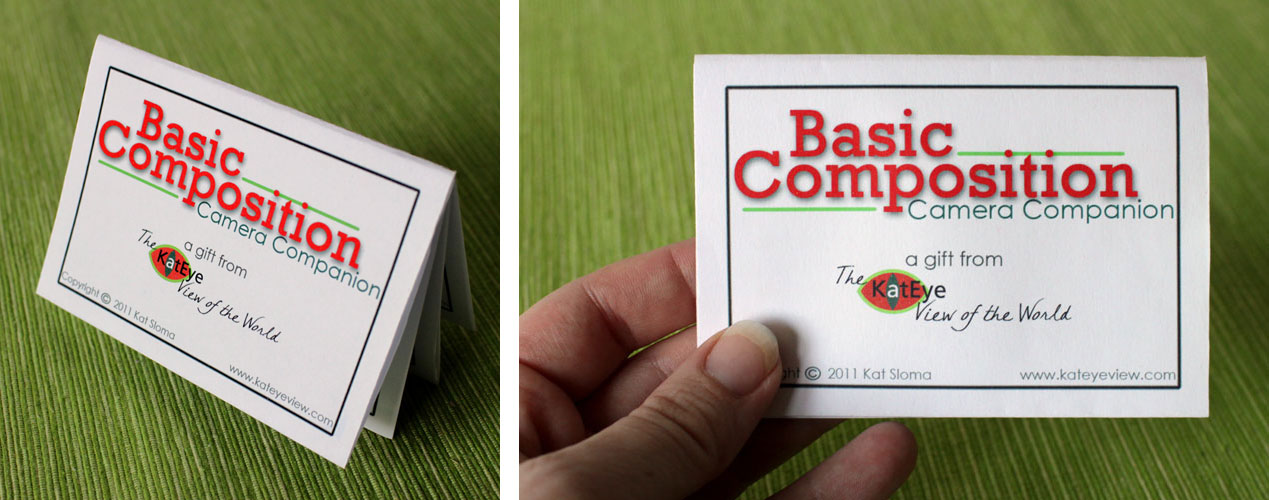 Basic
Composition
Camera Companion
a gift from
The
KatEye
View of the World
Copyright © 2011 Kat Sloma
www.kateyeview.com
Basic
Composition
Camera Companion
a gift from
The
KatEye
View of the World
ght © 2011 Kat Sloma
www.kateyeview.com